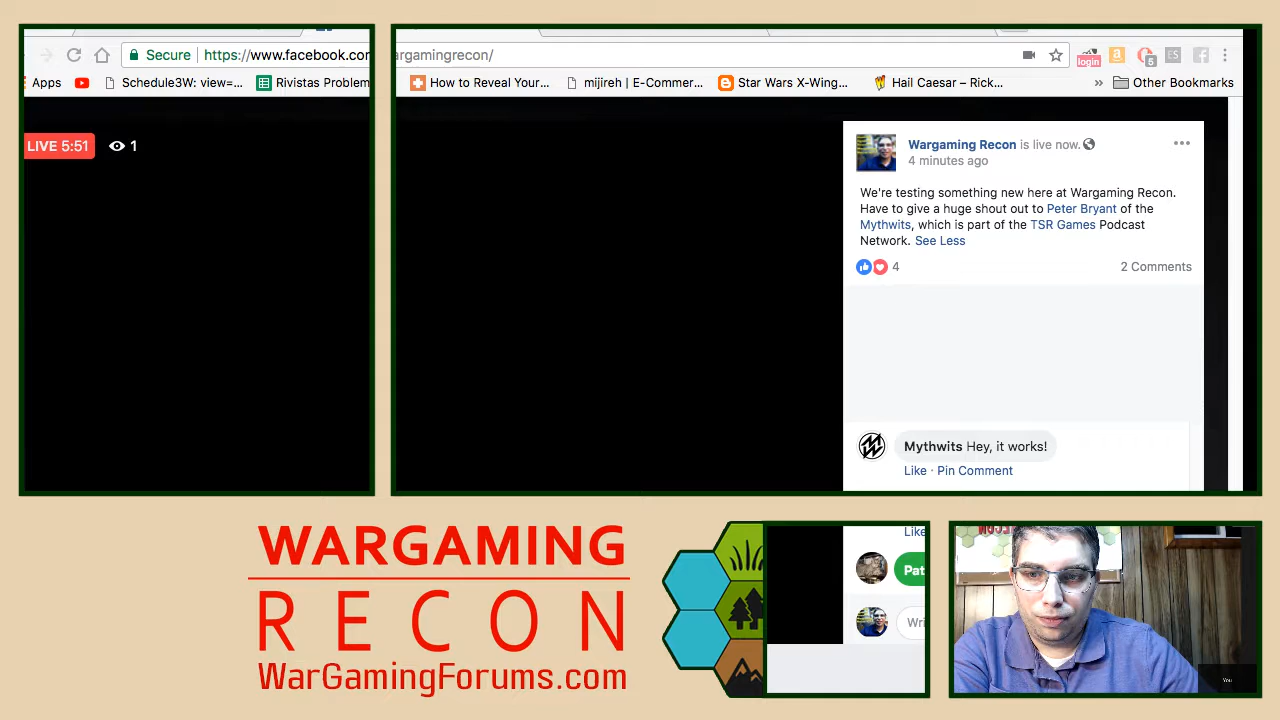 Secure https://www.facebook.com
argamingrecon/
login
5
ES
Apps Schedule3W: view=... Rivistas Problem
How to Reveal Your... mijireh | E-Commer... Star Wars X-Wing... Hail Caesar – Rick... » Other Bookmarks
LIVE 5:51 1
Wargaming Recon is live now.
4 minutes ago
We're testing something new here at Wargaming Recon.
Have to give a huge shout out to Peter Bryant of the
Mythwits, which is part of the TSR Games Podcast
Network. See Less
4
2 Comments
Mythwits Hey, it works!
Like · Pin Comment
WARGAMING
RECON
WarGamingForums.com
Like
Pat
Wri
You